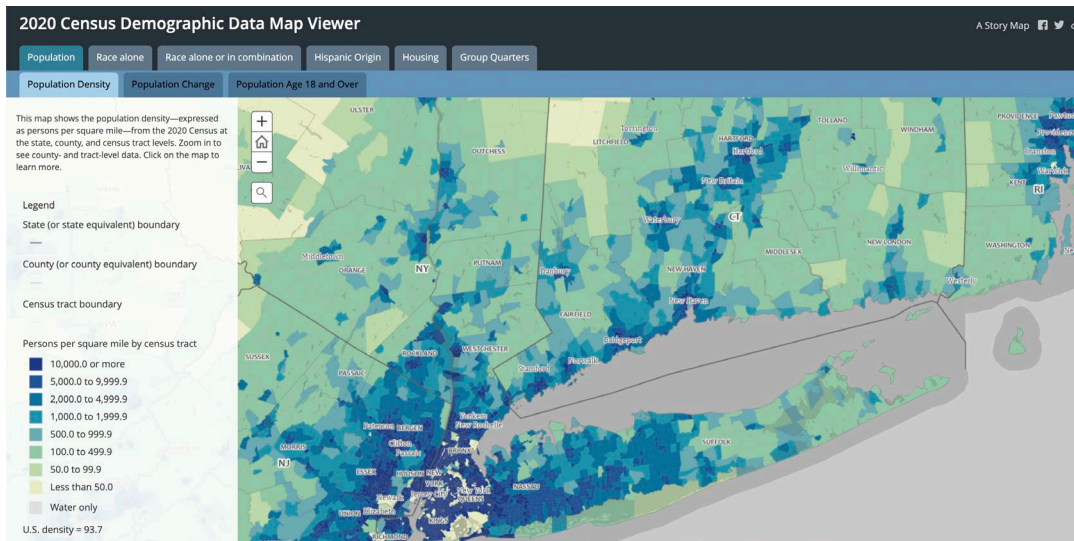 2020 Census Demographic Data Map Viewer
A Story Map
Population
Race alone
Race alone or in combination
Hispanic Origin
Housing
Group Quarters
Population Density
Population Change
Population Age 18 and Over
This map shows the population density—expressed
as persons per square mile—from the 2020 Census at
the state, county, and census tract levels. Zoom in to
see county- and tract-level data. Click on the map to
learn more.
Legend
State (or state equivalent) boundary
County (or county equivalent) boundary
Census tract boundary
Persons per square mile by census tract
10,000.0 or more
5,000.0 to 9,999.9
2,000.0 to 4,999.9
1,000.0 to 1,999.9
500.0 to 999.9
100.0 to 499.9
50.0 to 99.9
Less than 50.0
Water only
U.S. density = 93.7
ULSTER
DUTCHESS
LITCHFIELD
Torrington
HARTFORD
Hartford
TOLLAND
WINDHAM
PROVIDENCE
Providence
Cranston
Warwick
KENT
RI
New Britain
Willimantic
Waterbury
CT
MIDDLESEX
NEW LONDON
WASHINGTON
Westerly
Middletown
ORANGE
NY
PUTNAM
Danbury
NEW HAVEN
New Haven
FAIRFIELD
Bridgeport
Norwalk
Stamford
SUSSEX
PASSAIC
ROCKLAND
WESTCHESTER
Yonkers
New Rochelle
Paterson
BERGEN
Clifton
Passaic
MORRIS
NJ
ESSEX
HUDSON
NEW
YORK
BRONX
Newark
Jersey City
New York
QUEENS
NASSAU
SUFFOLK
UNION
Elizabeth
KINGS
RICHMOND